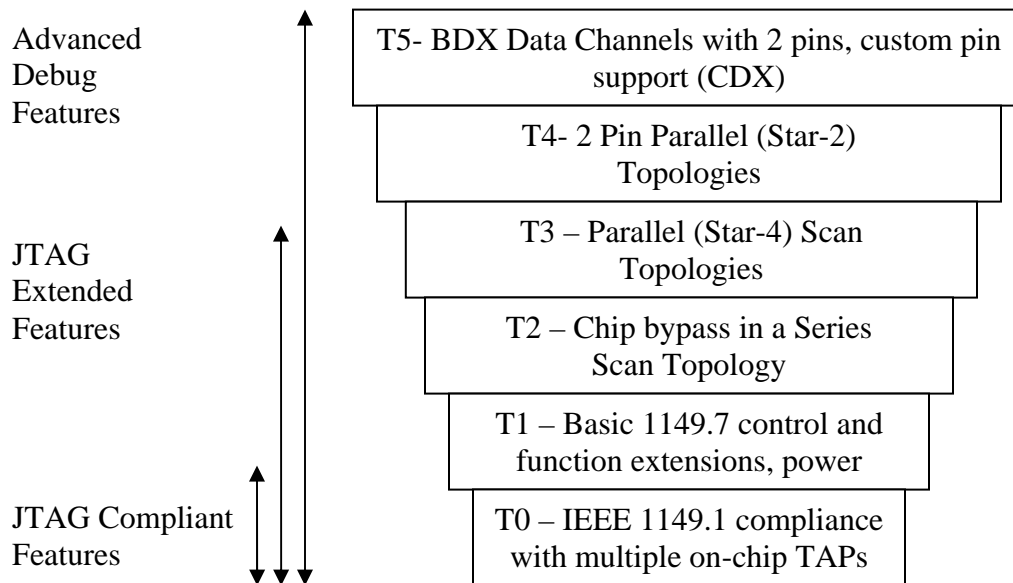 Advanced
Debug
Features
T5- BDX Data Channels with 2 pins, custom pin
support (CDX)
T4- 2 Pin Parallel (Star-2)
Topologies
JTAG
Extended
Features
T3 – Parallel (Star-4) Scan
Topologies
T2 – Chip bypass in a Series
Scan Topology
T1 – Basic 1149.7 control and
function extensions, power
JTAG Compliant
Features
T0 – IEEE 1149.1 compliance
with multiple on-chip TAPs